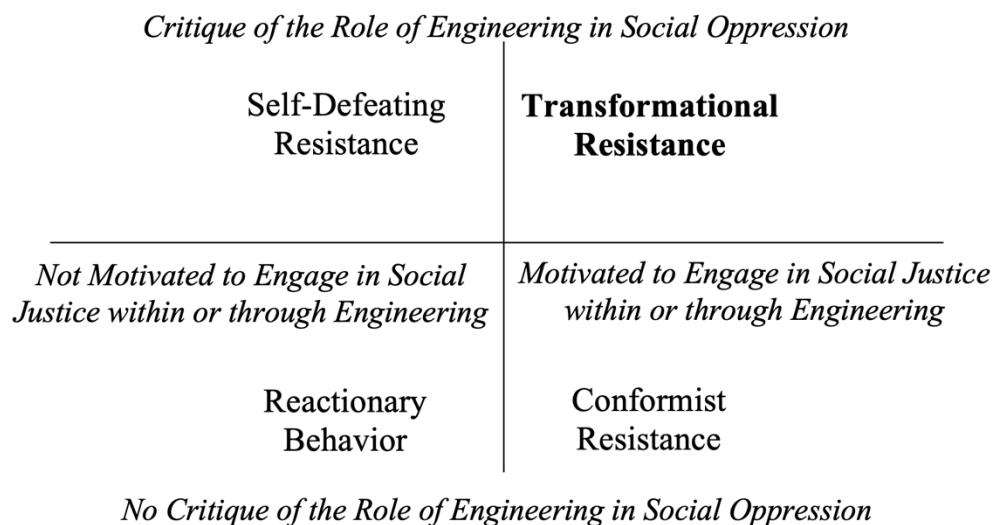 Critique of the Role of Engineering in Social Oppression
Self-Defeating
Resistance
Transformational
Resistance
Not Motivated to Engage in Social
Justice within or through Engineering
Motivated to Engage in Social Justice
within or through Engineering
Reactionary
Behavior
Conformist
Resistance
No Critique of the Role of Engineering in Social Oppression